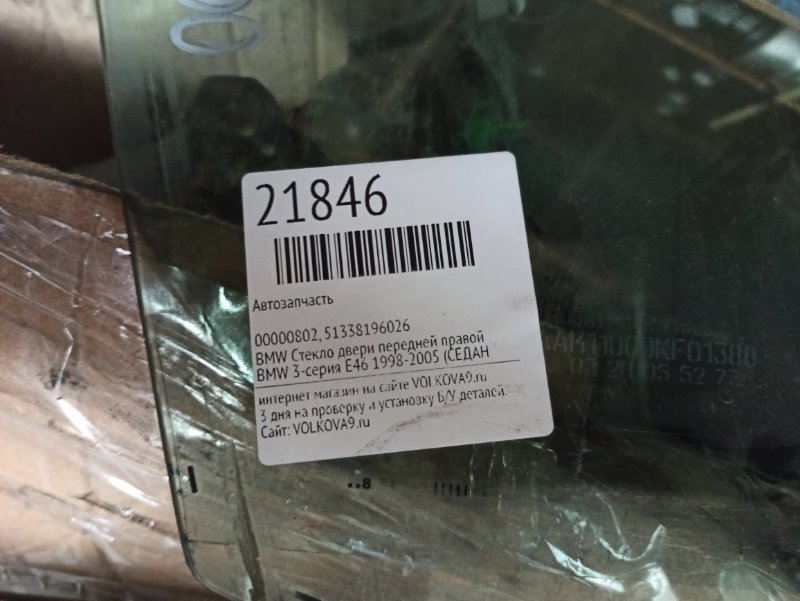 21846
Автозапчасть
00000802, 51338196026
BMW Стекло двери передней правой
BMW 3-серия E46 1998-2005 (СЕДАН
интернет магазин на сайте VOLKOVA9.ru
3 дня на проверку и установку Б/У деталей.
Сайт: VOLKOVA9.ru
••8